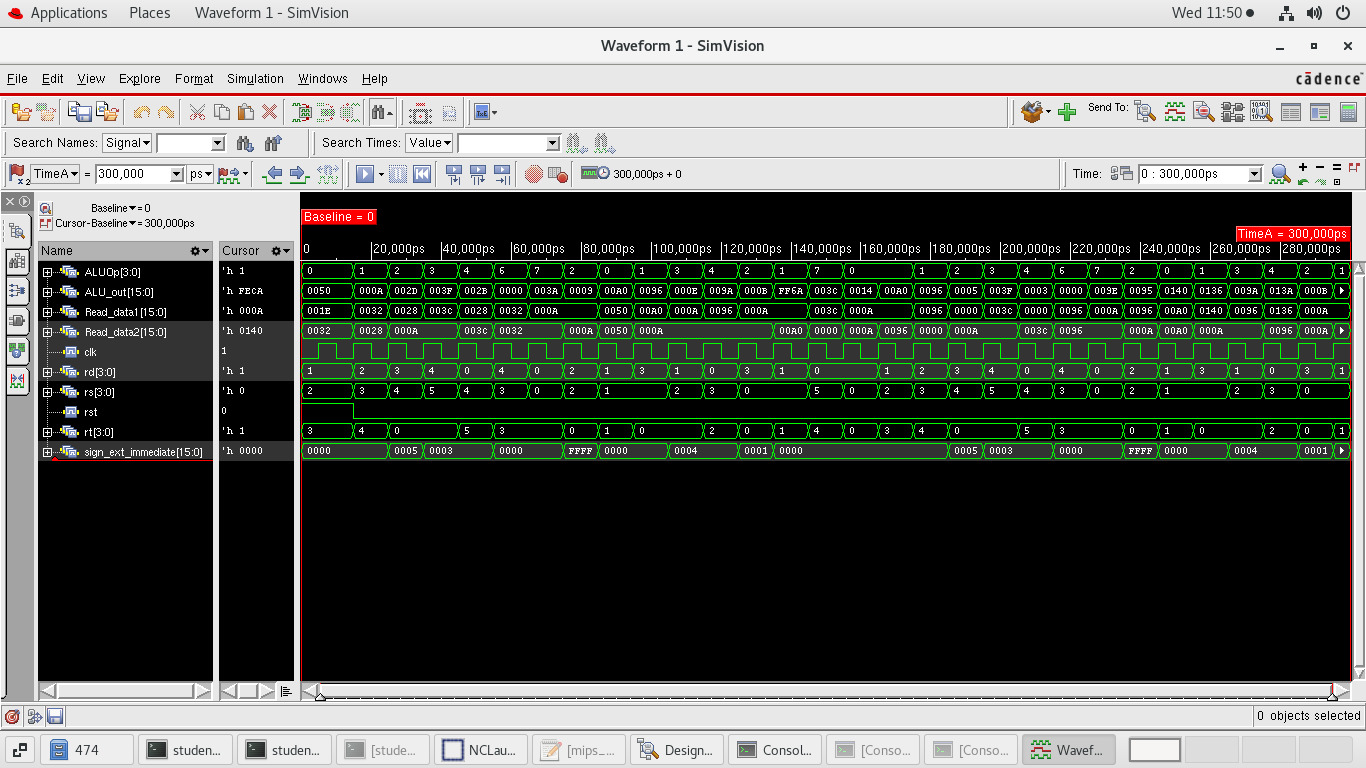 Applications Places Waveform 1 - SimVision Wed 11:50
Waveform 1 - SimVision
File Edit View Explore Format Simulation Windows Help cādence
Send To:
Search Names: Signal Search Times: Value
TimeA = 300,000 ps 300,000ps + 0 Time: 0 : 300,000ps
Baseline = 0
Cursor-Baseline = 300,000ps
Baseline = 0
TimeA = 300,000ps
Name Cursor 0 20,000ps 40,000ps 60,000ps 80,000ps 100,000ps 120,000ps 140,000ps 160,000ps 180,000ps 200,000ps 220,000ps 240,000ps 260,000ps 280,000ps
ALUOp[3:0] 'h 1 0 1 2 3 4 6 7 2 0 1 3 4 2 1 7 0 1 2 3 4 6 7 2 0 1 3 4 2 1
ALU_out[15:0] 'h FECA 0050 000A 002D 003F 002B 0000 003A 0009 00A0 0096 000E 009A 000B FF6A 003c 0014 00A0 0096 0005 003F 0003 0000 009E 0095 0140 0136 009A 013A 000B
Read_data1[15:0] 'h 000A 001E 0032 0028 003c 0028 0032 000A 0050 00A0 000A 0096 000A 003c 000A 0096 0000 003c 0000 0096 000A 00A0 0140 0096 0136 000A
Read_data2[15:0] 'h 0140 0032 0028 000A 003c 0032 000A 0050 000A 00A0 0000 000A 0096 0000 000A 003c 0096 000A 00A0 000A 0096 000A
clk 1
rd[3:0] 'h 1 1 2 3 4 0 4 0 2 1 3 1 0 3 1 0 1 2 3 4 0 4 0 2 1 3 1 0 3 1
rs[3:0] 'h 0 2 3 4 5 4 3 0 2 1 0 2 3 0 5 0 2 3 4 5 4 3 0 2 1 0 2 3 0
rst 0
rt[3:0] 'h 1 3 4 0 5 3 0 1 0 2 0 1 4 0 3 4 0 5 3 0 1 0 2 0 1
sign_ext_immediate[15:0] 'h 0000 0000 0005 0003 0000 FFFF 0000 0004 0001 0000 0005 0003 0000 FFFF 0000 0004 0001
0 objects selected
474 studen... studen... [stude... NCLau... [mips_... Design... Consol... [Conso... [Conso... Wavef...